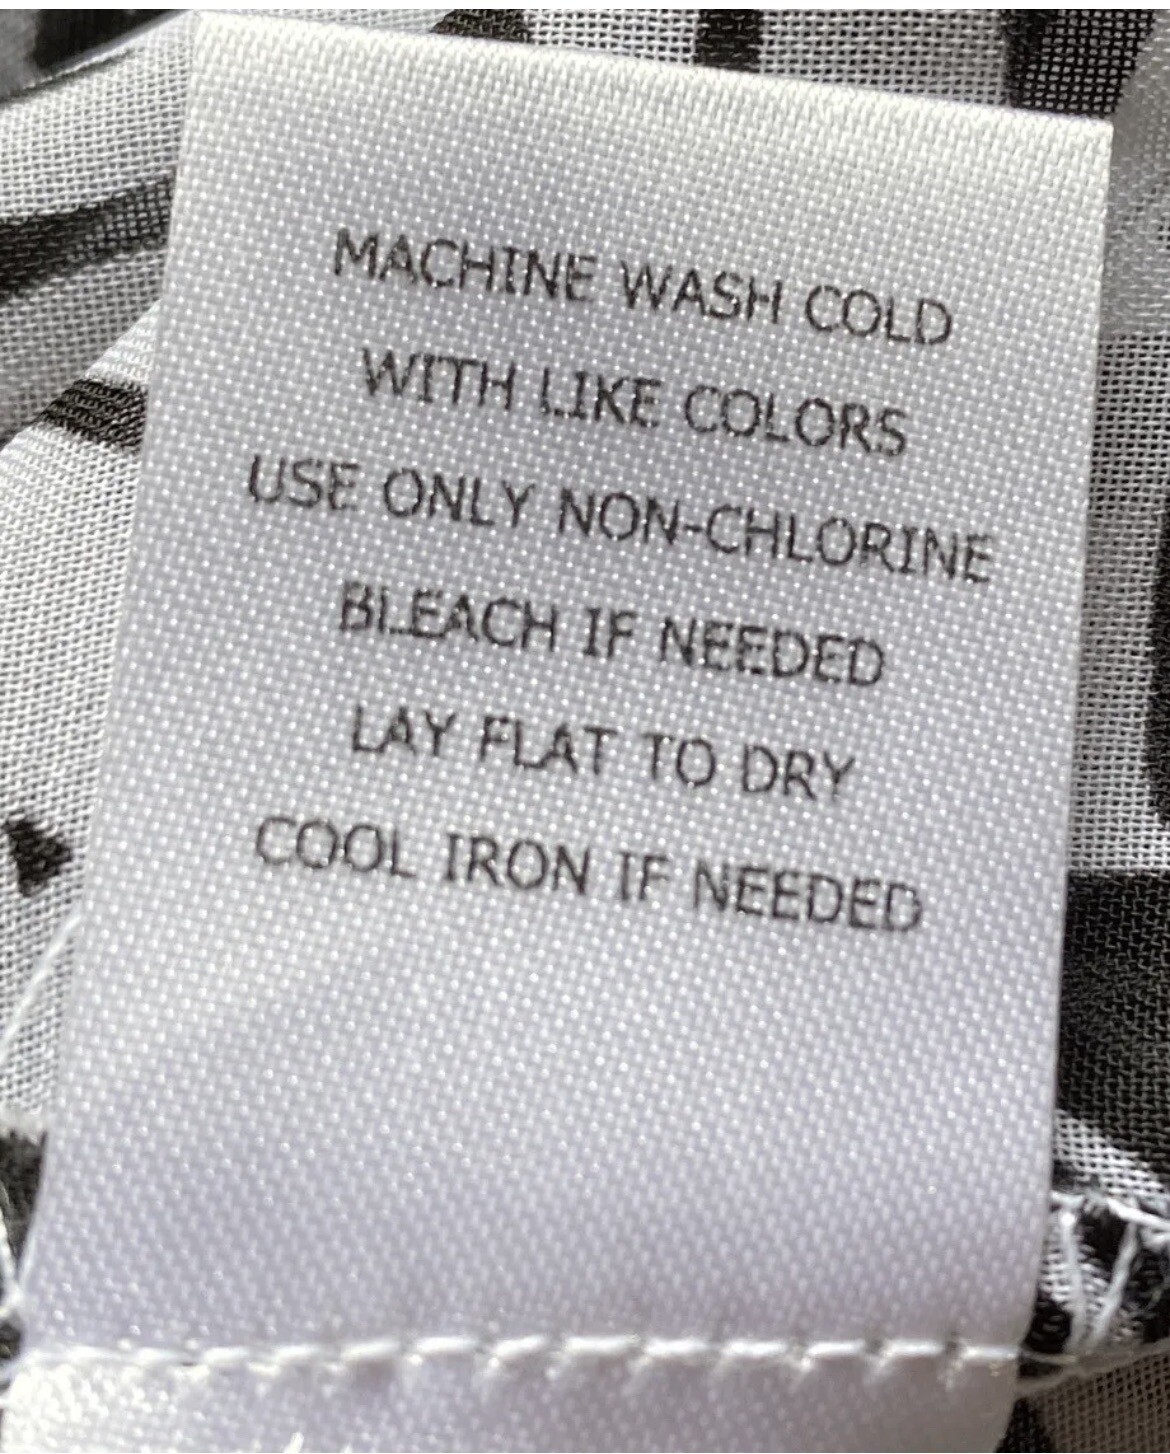 MACHINE WASH COLD
WITH LIKE COLORS
USE ONLY NON-CHLORINE
BLEACH IF NEEDED
LAY FLAT TO DRY
COOL IRON IF NEEDED